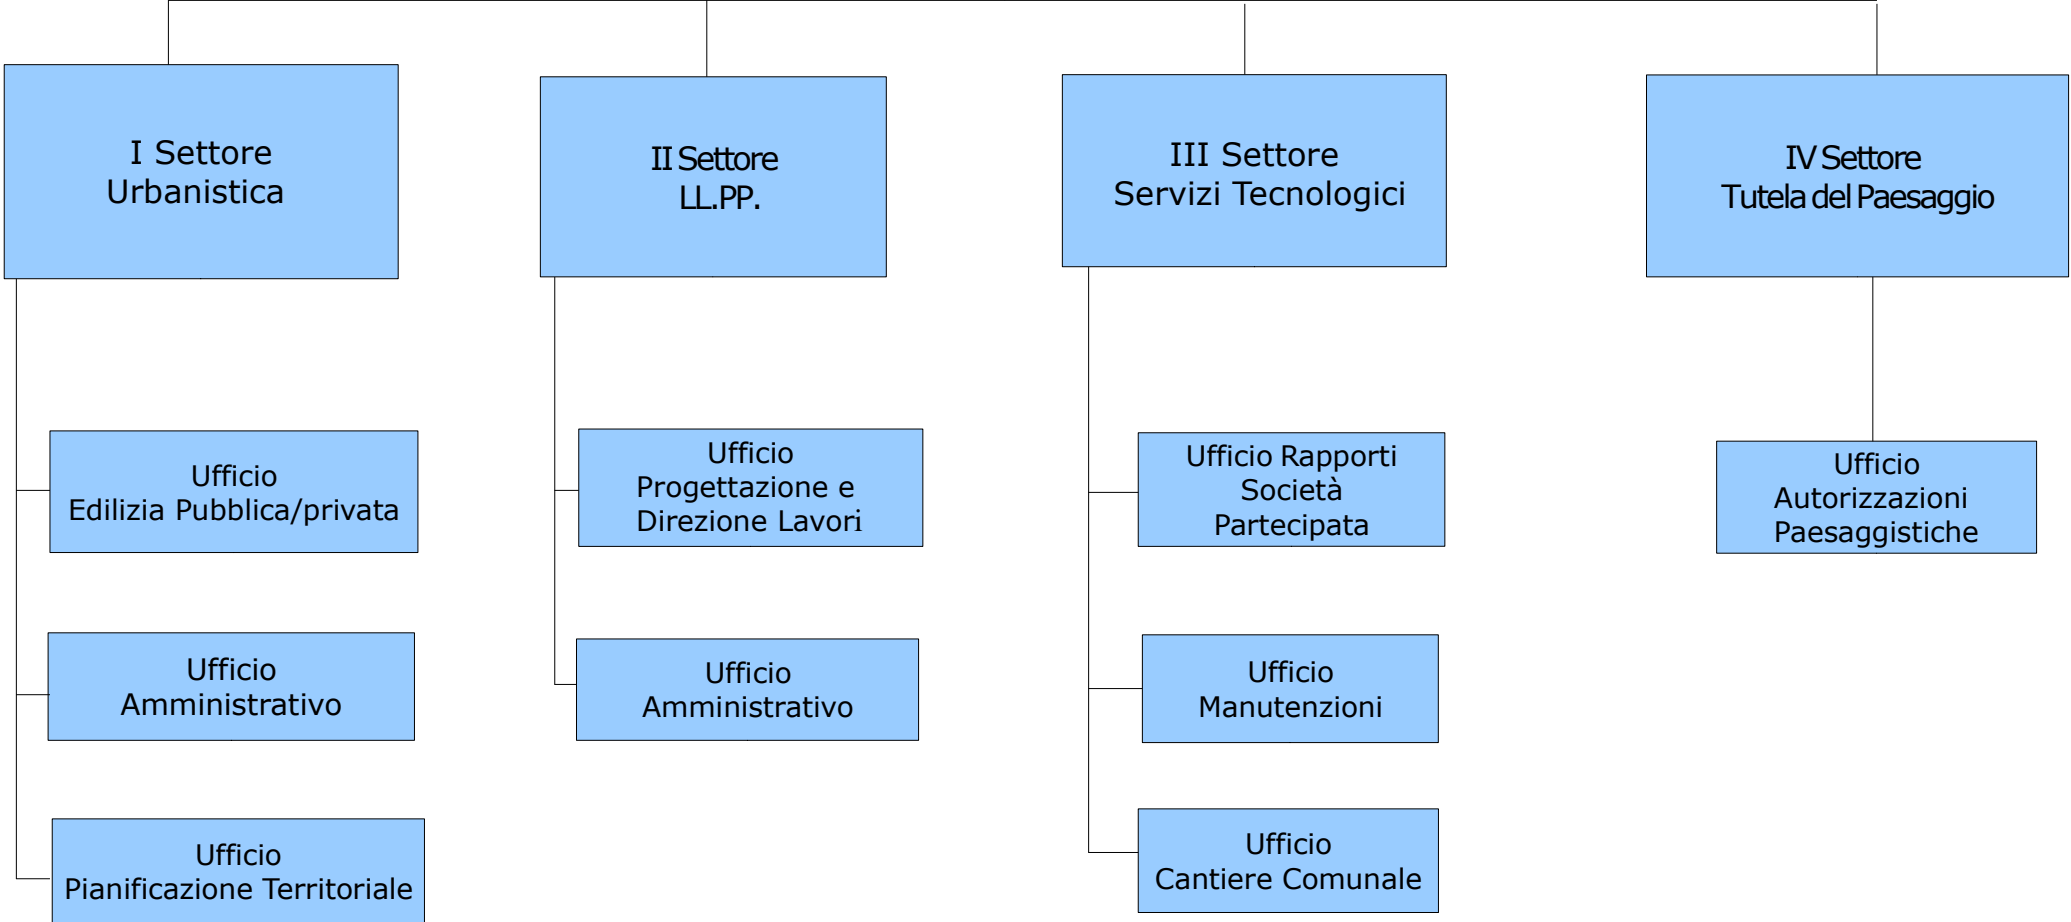 I Settore
Urbanistica
II Settore
LL.PP.
III Settore
Servizi Tecnologici
IV Settore
Tutela del Paesaggio
Ufficio
Edilizia Pubblica/privata
Ufficio
Progettazione e
Direzione Lavori
Ufficio Rapporti
Società
Partecipata
Ufficio
Autorizzazioni
Paesaggistiche
Ufficio
Amministrativo
Ufficio
Amministrativo
Ufficio
Manutenzioni
Ufficio
Pianificazione Territoriale
Ufficio
Cantiere Comunale